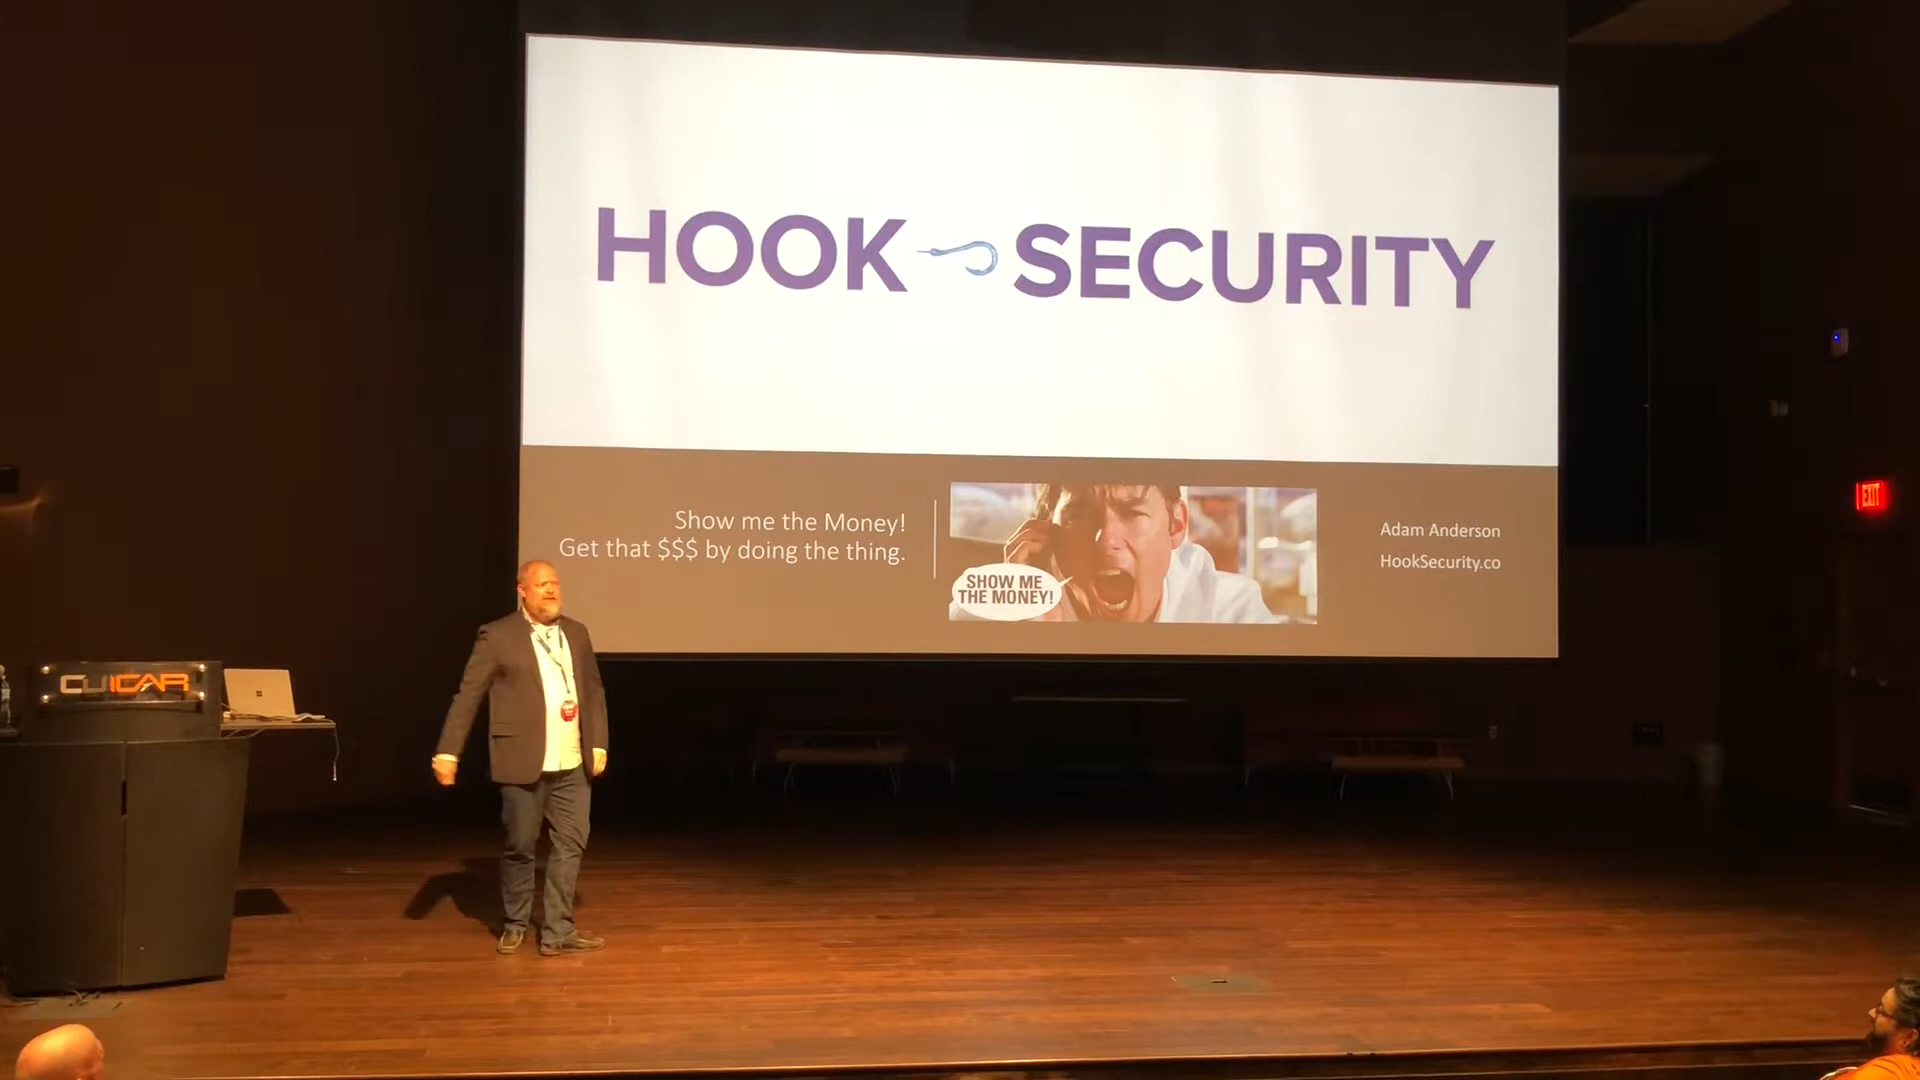 HOOK SECURITY
Show me the Money!
Get that $$$ by doing the thing.
SHOW ME
THE MONEY!
Adam Anderson
HookSecurity.co
CUICAR
EXIT